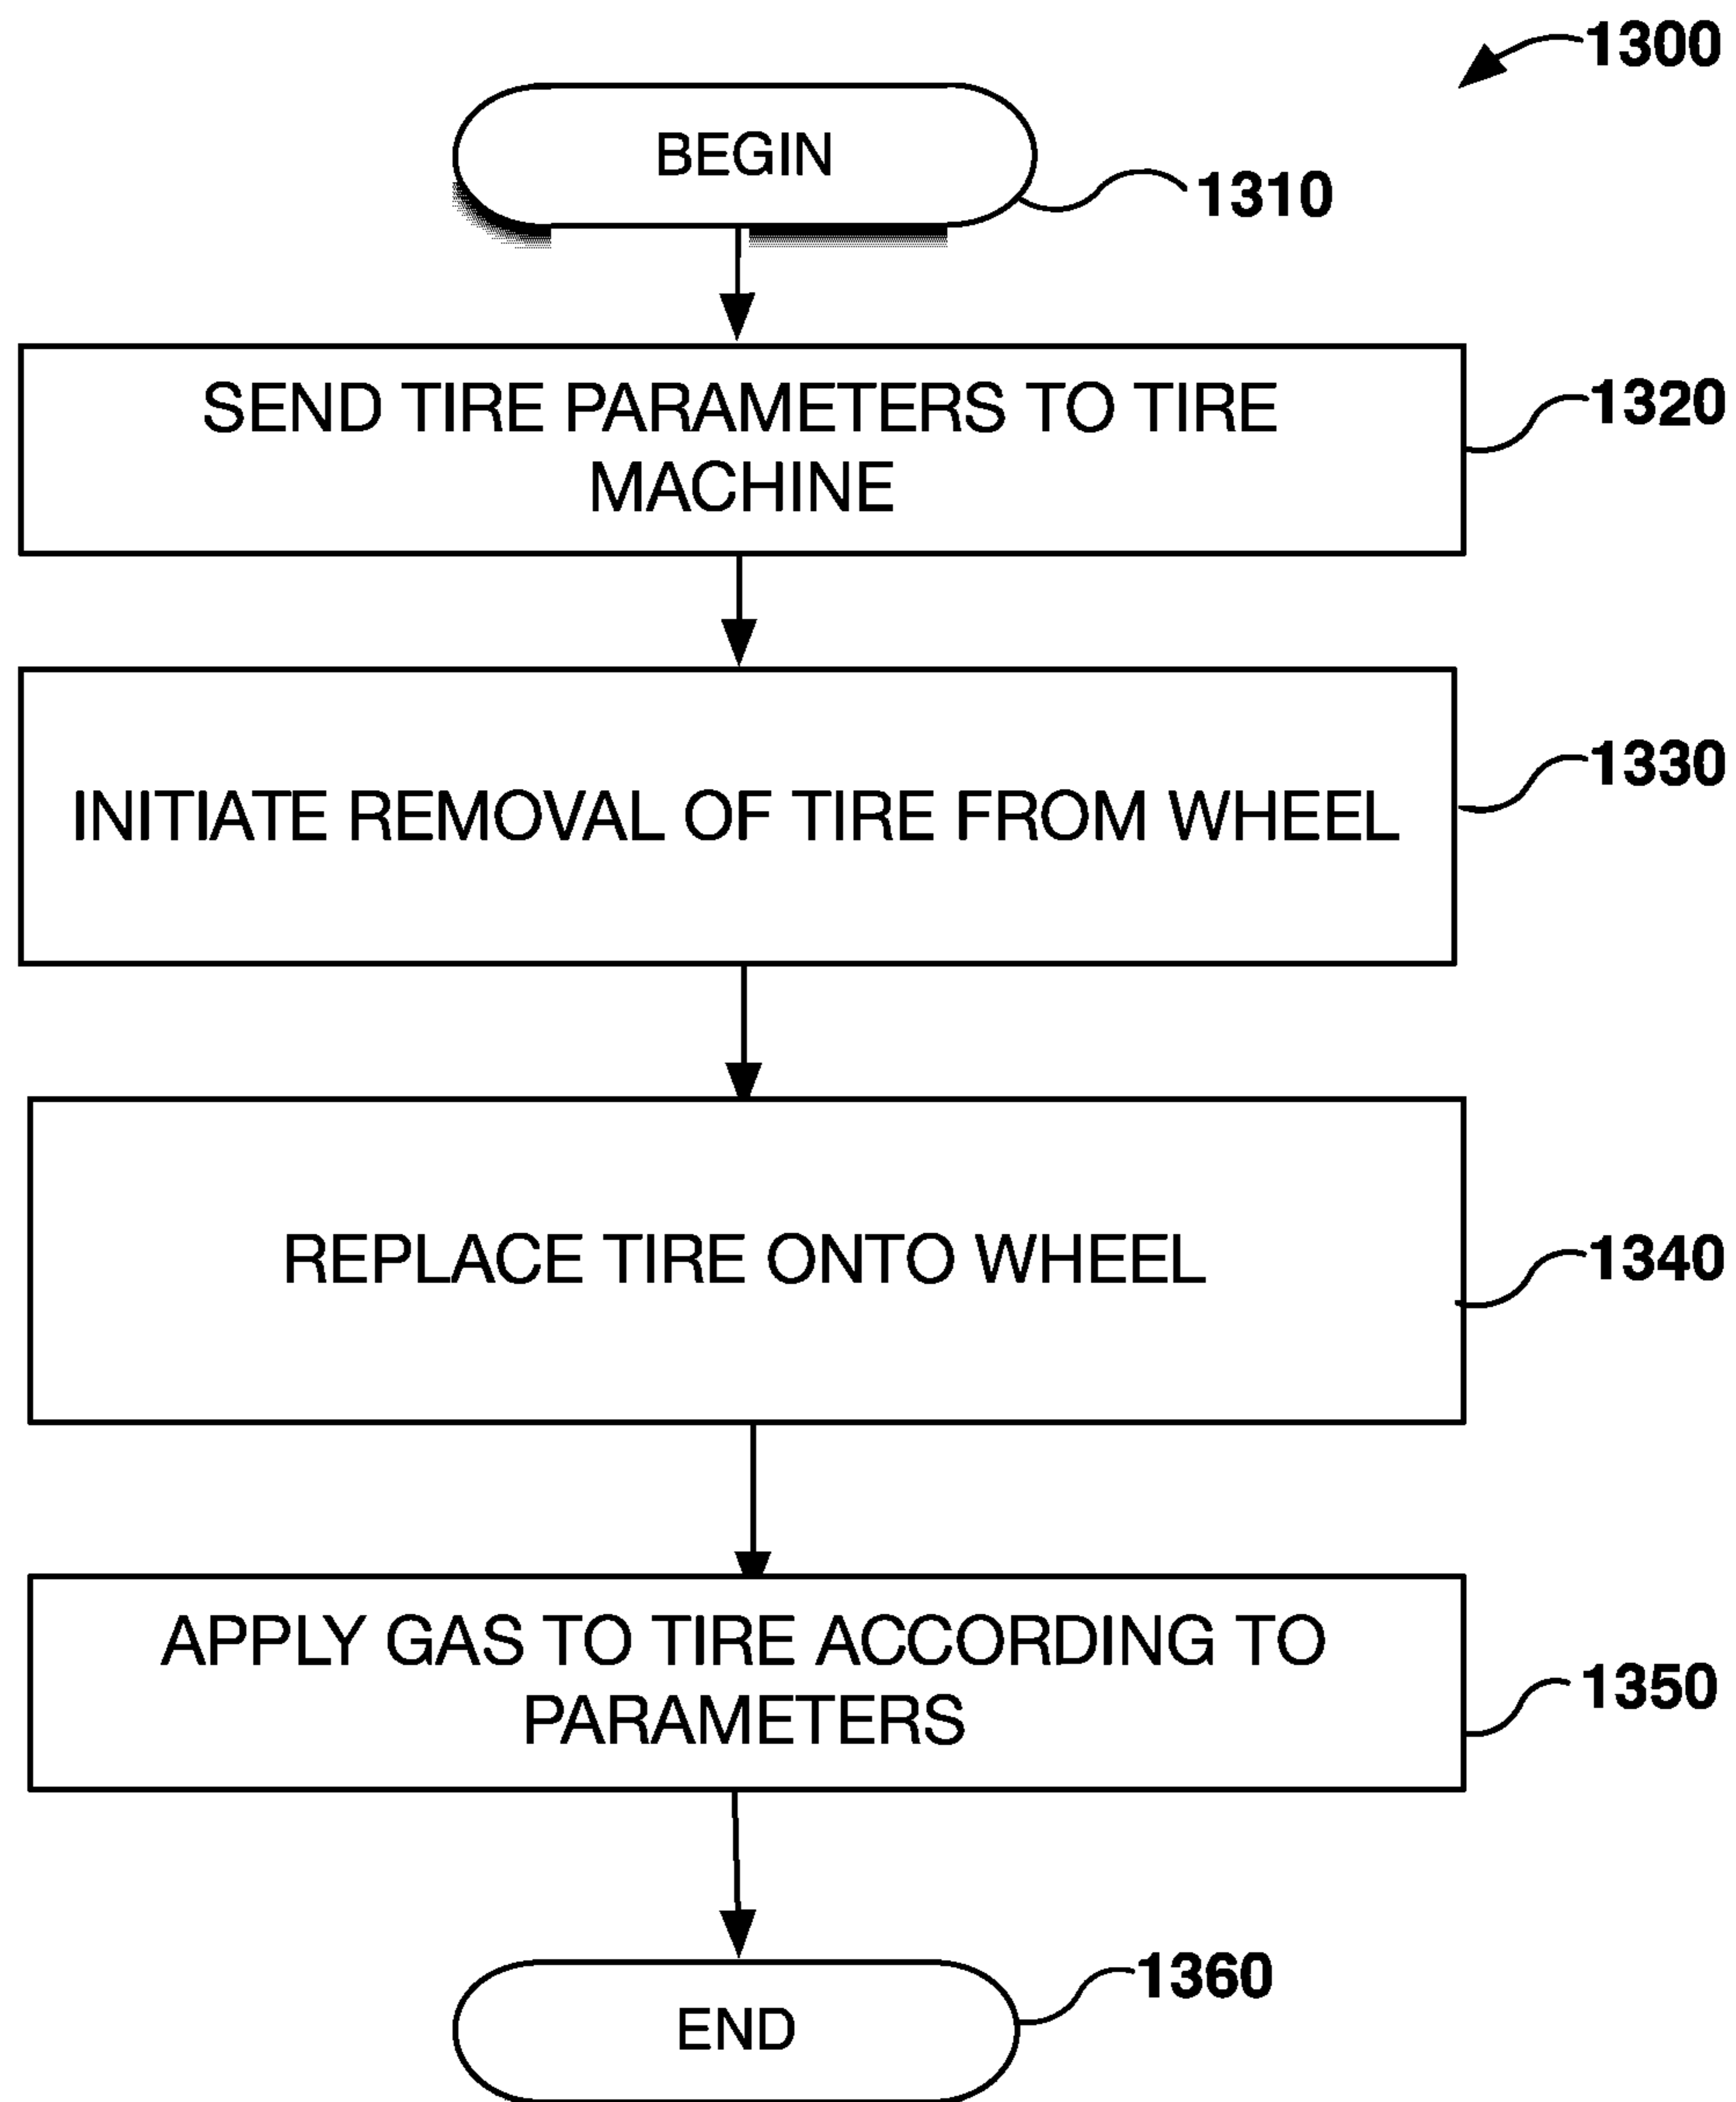 1300
BEGIN
1310
SEND TIRE PARAMETERS TO TIRE
MACHINE
1320
INITIATE REMOVAL OF TIRE FROM WHEEL
1330
REPLACE TIRE ONTO WHEEL
1340
APPLY GAS TO TIRE ACCORDING TO
PARAMETERS
1350
END
1360